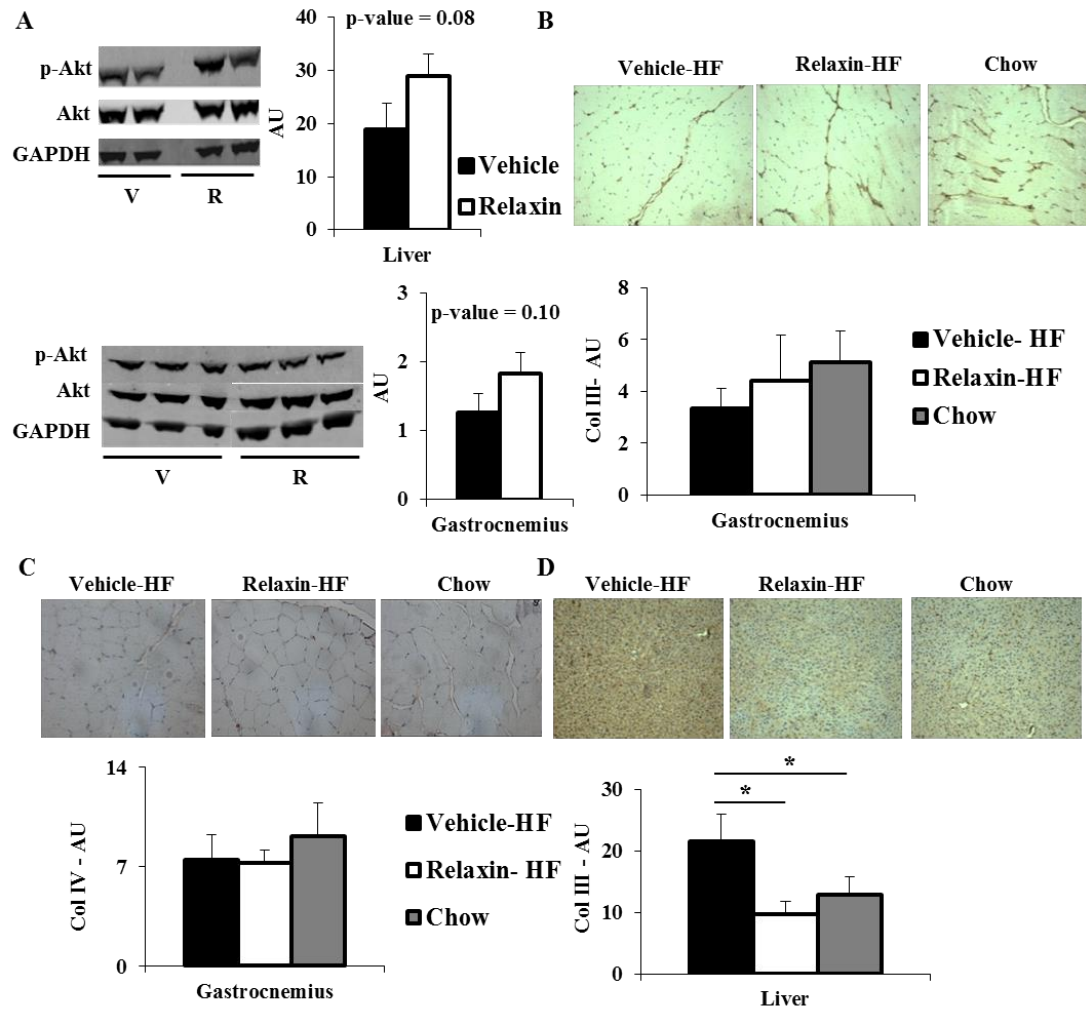 A
p-Akt
Akt
GAPDH
V
R
p-value = 0.08
40
30
20
10
0
AU
Vehicle
Relaxin
Liver
p-Akt
Akt
GAPDH
V
R
p-value = 0.10
3
2
1
0
AU
Gastrocnemius
B
Vehicle-HF
Relaxin-HF
Chow
8
6
4
2
0
Col III- AU
Vehicle- HF
Relaxin-HF
Chow
Gastrocnemius
C
Vehicle-HF
Relaxin-HF
Chow
14
7
0
Col IV - AU
Vehicle-HF
Relaxin- HF
Chow
Gastrocnemius
D
Vehicle-HF
Relaxin-HF
Chow
*
*
30
20
10
0
Col III - AU
Liver